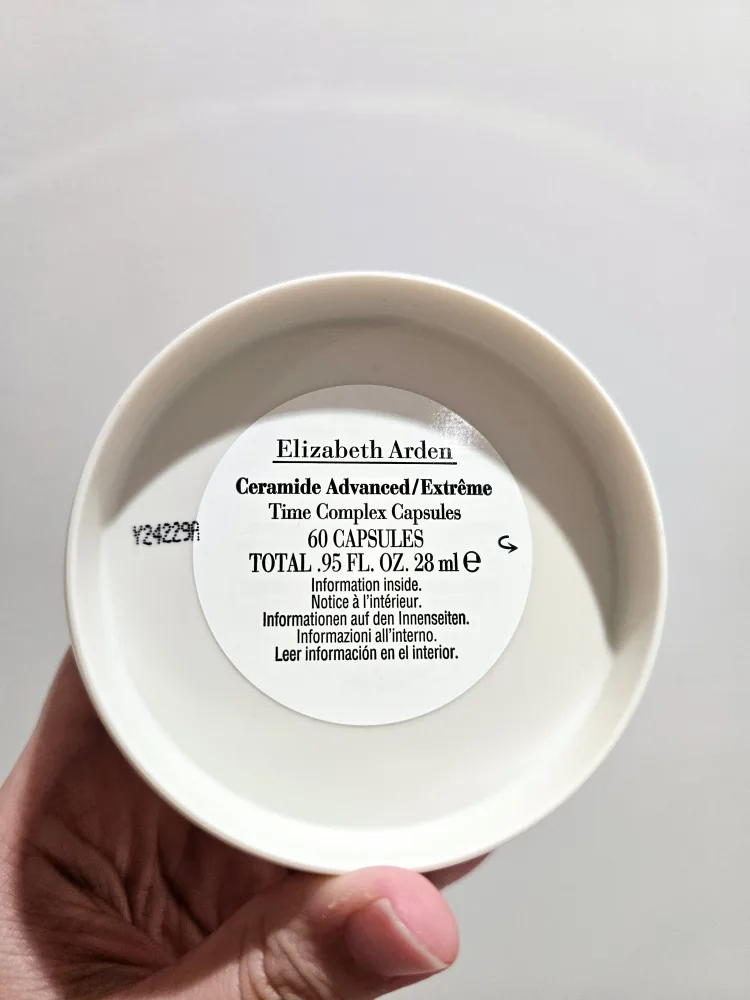 Elizabeth Arden
Ceramide Advanced/Extrême
Time Complex Capsules
Y24229A
60 CAPSULES
TOTAL .95 FL. OZ. 28 ml ℮
Information inside.
Notice à l'intérieur.
Informationen auf den Innenseiten.
Informazioni all'interno.
Leer información en el interior.